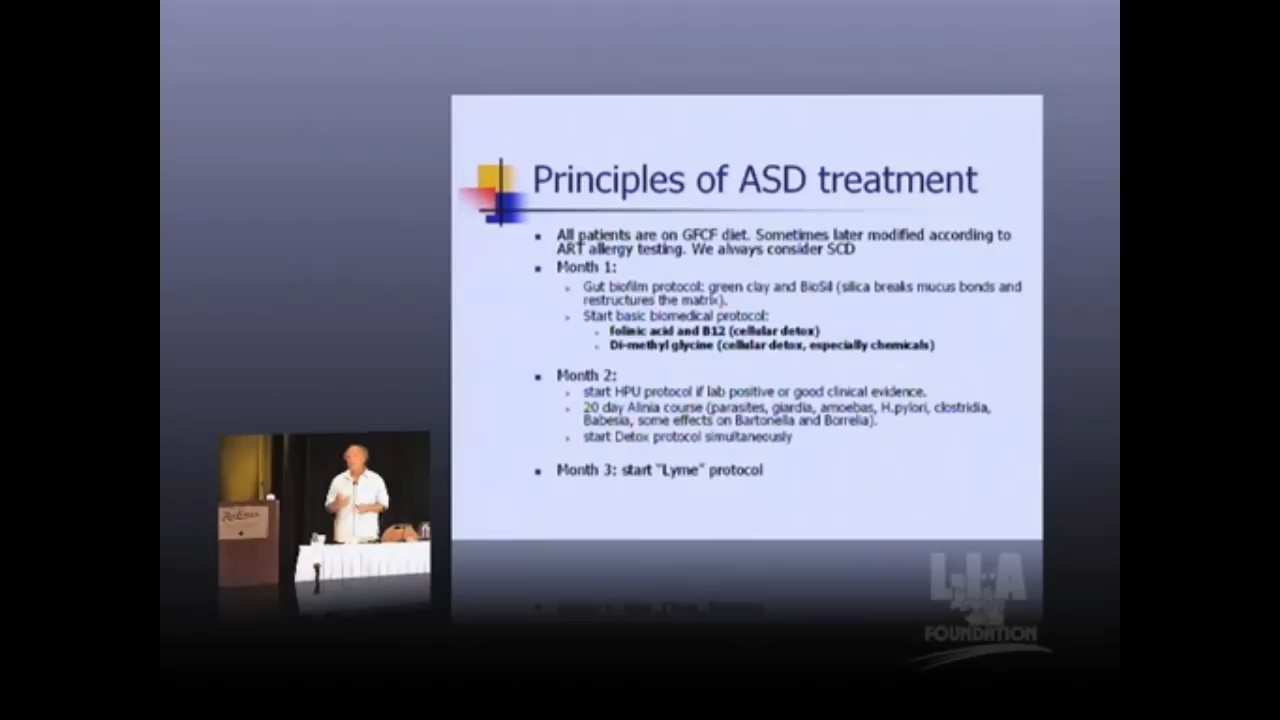 Principles of ASD treatment
All patients are on GFCF diet. Sometimes later modified according to
ART allergy testing. We always consider SCD
Month 1:
Gut biofilm protocol: green clay and BioSil (silica breaks mucus bonds and
restructures the matrix).
Start basic biomedical protocol:
folinic acid and B12 (cellular detox)
Di-methyl glycine (cellular detox, especially chemicals)
Month 2:
start HPU protocol if lab positive or good clinical evidence.
20 day Alinia course (parasites, giardia, amoebas, H.pylori, clostridia,
Babesia, some effects on Bartonella and Borrelia).
start Detox protocol simultaneously
Month 3: start "Lyme" protocol
L.I.A
FOUNDATION